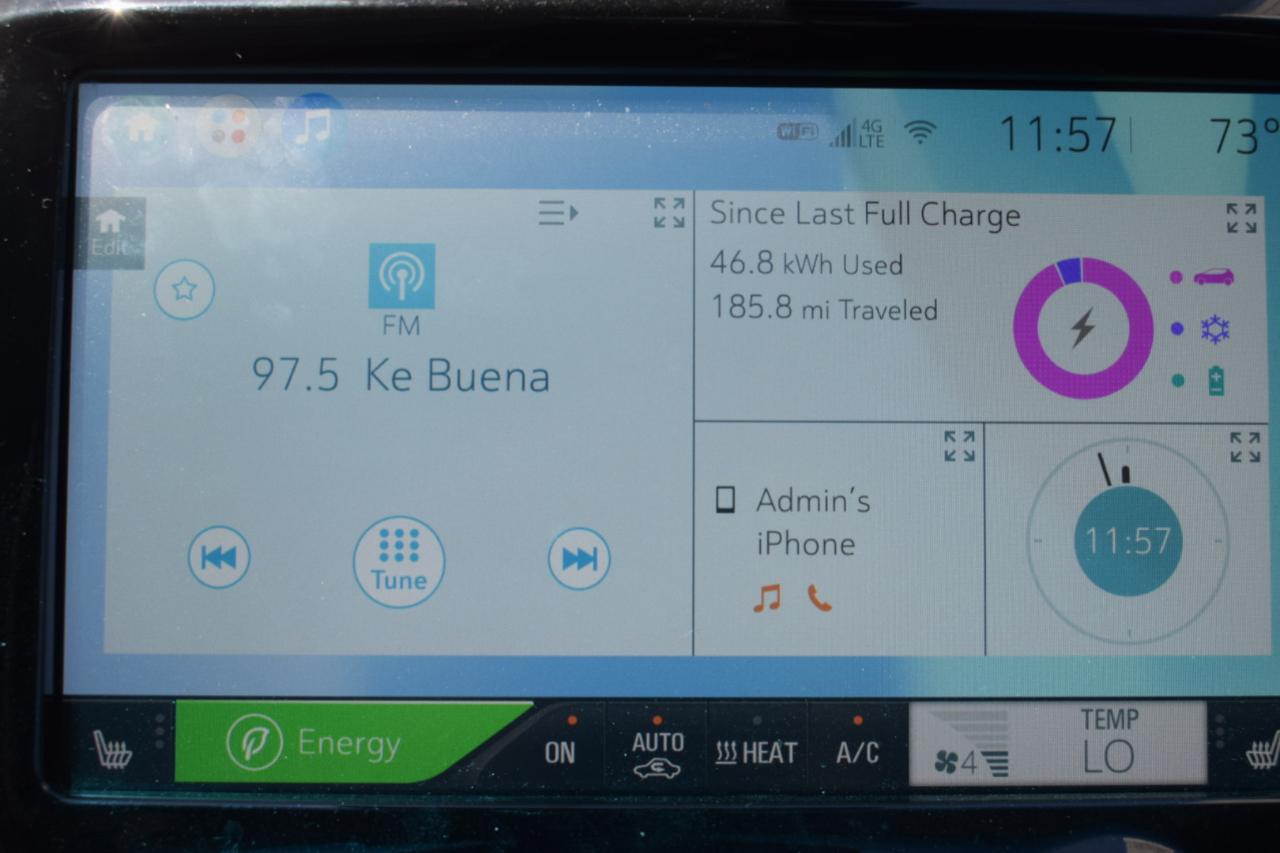 WiFi 4G LTE 11:57 73°
Edit
FM
97.5 Ke Buena
Tune
Since Last Full Charge
46.8 kWh Used
185.8 mi Traveled
Admin's
iPhone
11:57
Energy
ON
AUTO
HEAT
A/C
4
TEMP
LO